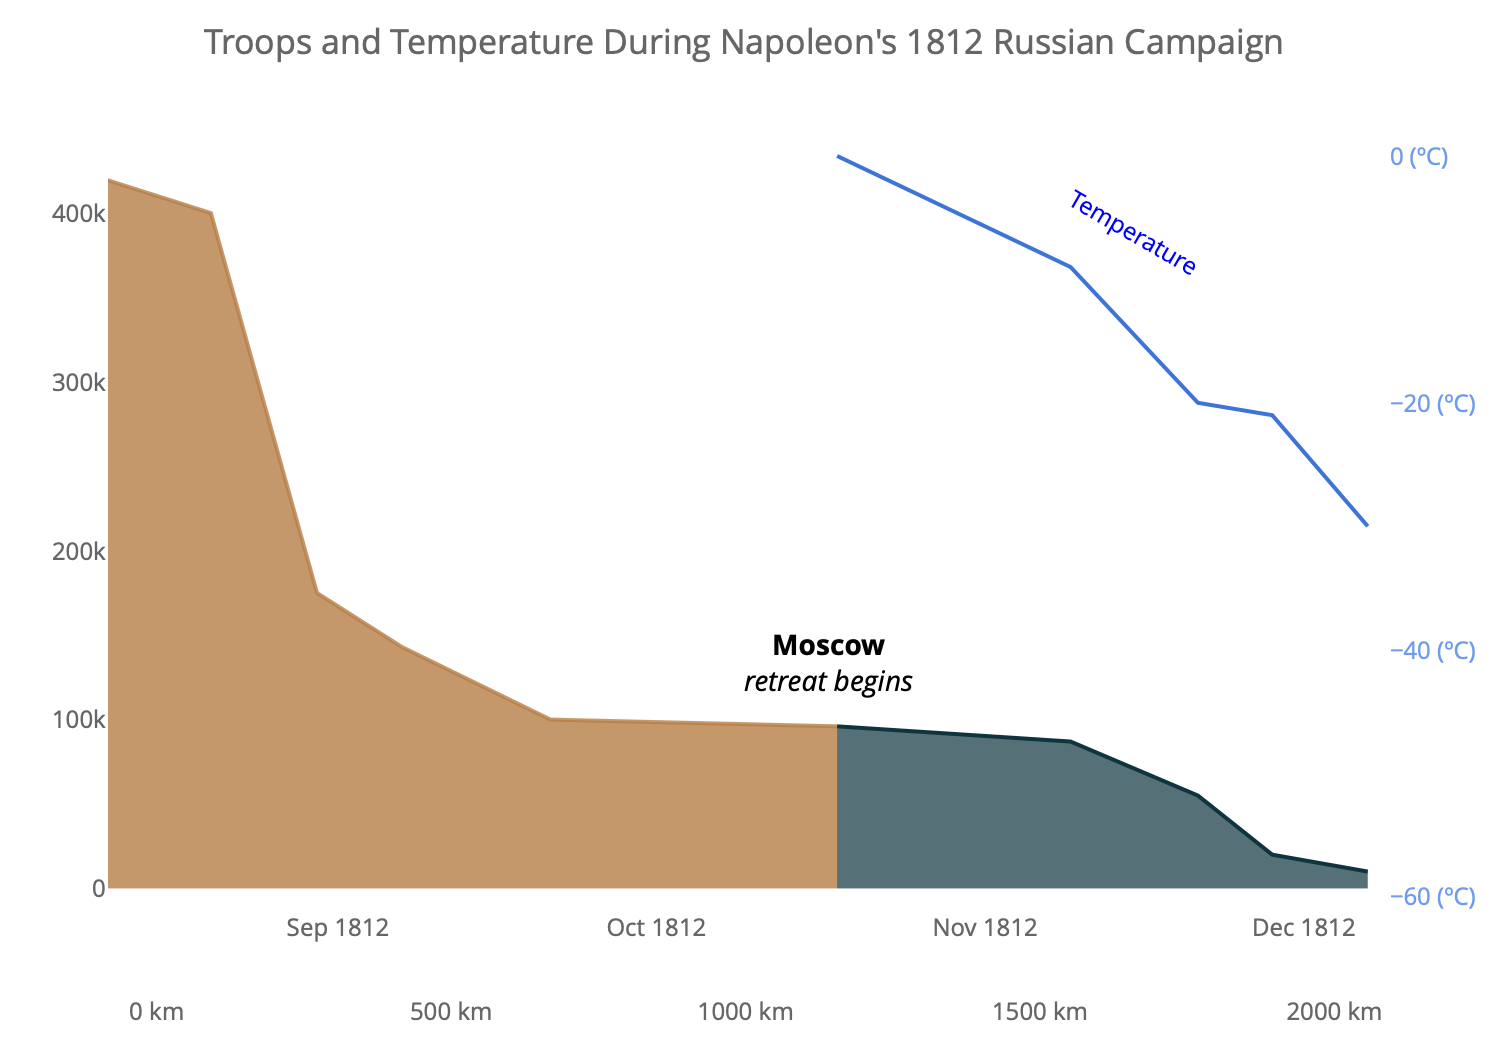 Troops and Temperature During Napoleon's 1812 Russian Campaign
0 (°C)
Temperature
400k
300k
−20 (°C)
200k
Moscow
retreat begins
−40 (°C)
100k
0
−60 (°C)
Sep 1812 Oct 1812 Nov 1812 Dec 1812
0 km 500 km 1000 km 1500 km 2000 km